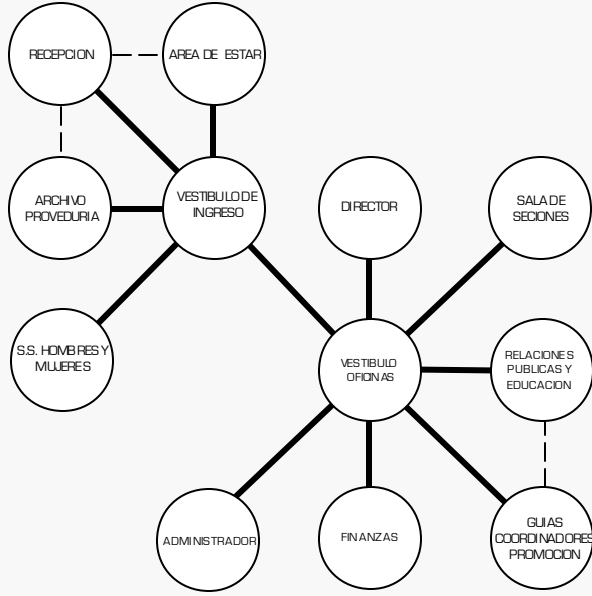 RECEPCION
AREA DE ESTAR
ARCHIVO
PROVEDURIA
VESTIBULO DE
INGRESO
DIRECTOR
SALA DE
SECIONES
S.S. HOMBRES Y
MUJERES
VESTIBULO
OFICINAS
RELACIONES
PUBLICAS Y
EDUCACION
ADMINISTRADOR
FINANZAS
GUIAS
COORDINADORES
PROMOCION